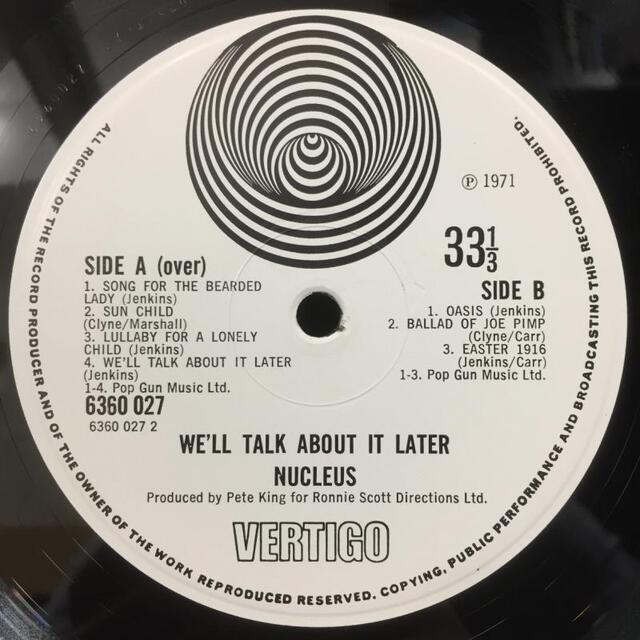 ℗ 1971
33⅓
SIDE A (over)
1. SONG FOR THE BEARDED
LADY (Jenkins)
2. SUN CHILD
(Clyne/Marshall)
3. LULLABY FOR A LONELY
CHILD (Jenkins)
4. WE'LL TALK ABOUT IT LATER
(Jenkins)
1-4. Pop Gun Music Ltd.
6360 027
6360 027 2
SIDE B
1. OASIS (Jenkins)
2. BALLAD OF JOE PIMP
(Clyne/Carr)
3. EASTER 1916
(Jenkins/Carr)
1-3. Pop Gun Music Ltd.
WE'LL TALK ABOUT IT LATER
NUCLEUS
Produced by Pete King for Ronnie Scott Directions Ltd.
VERTIGO
ALL RIGHTS OF THE RECORD PRODUCER AND OF THE OWNER OF THE WORK REPRODUCED RESERVED. COPYING, PUBLIC PERFORMANCE AND BROADCASTING THIS RECORD PROHIBITED.